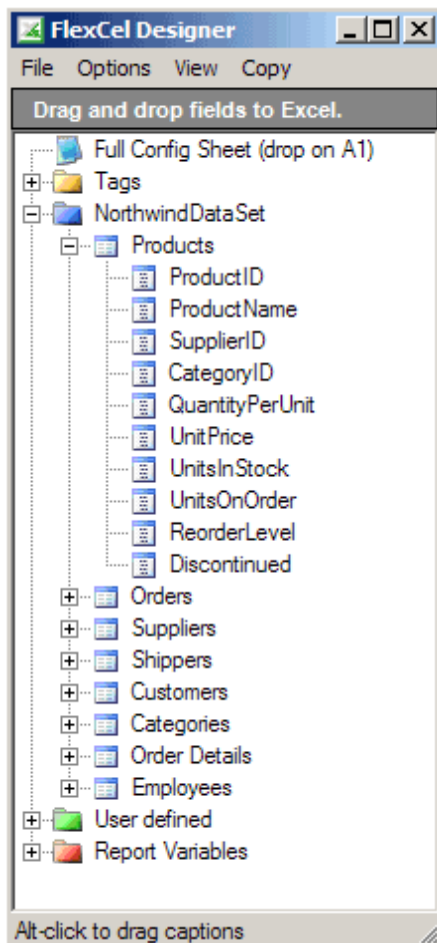 FlexCel Designer
File Options View Copy
Drag and drop fields to Excel.
Full Config Sheet (drop on A1)
Tags
NorthwindDataSet
Products
ProductID
ProductName
SupplierID
CategoryID
QuantityPerUnit
UnitPrice
UnitsInStock
UnitsOnOrder
ReorderLevel
Discontinued
Orders
Suppliers
Shippers
Customers
Categories
Order Details
Employees
User defined
Report Variables
Alt-click to drag captions